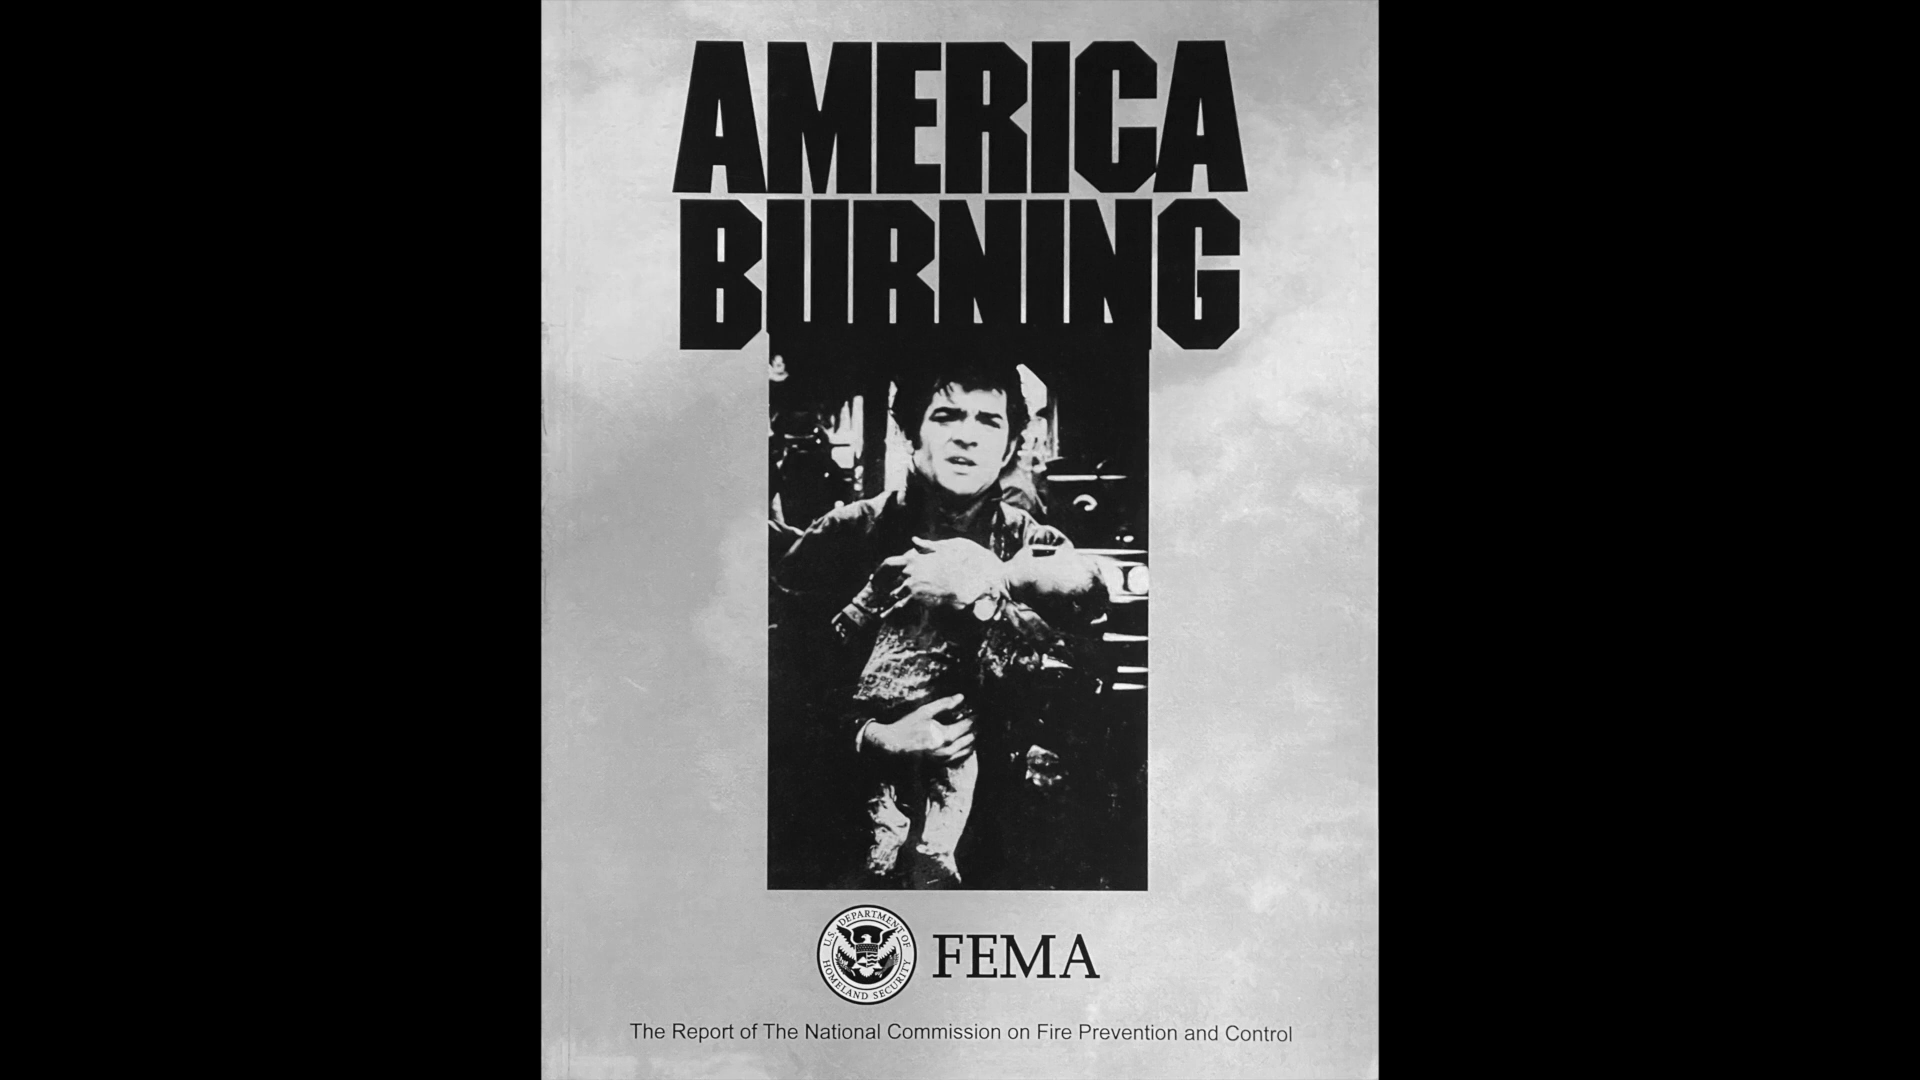 AMERICA
BURNING
U.S. DEPARTMENT OF
HOMELAND SECURITY
FEMA
The Report of The National Commission on Fire Prevention and Control